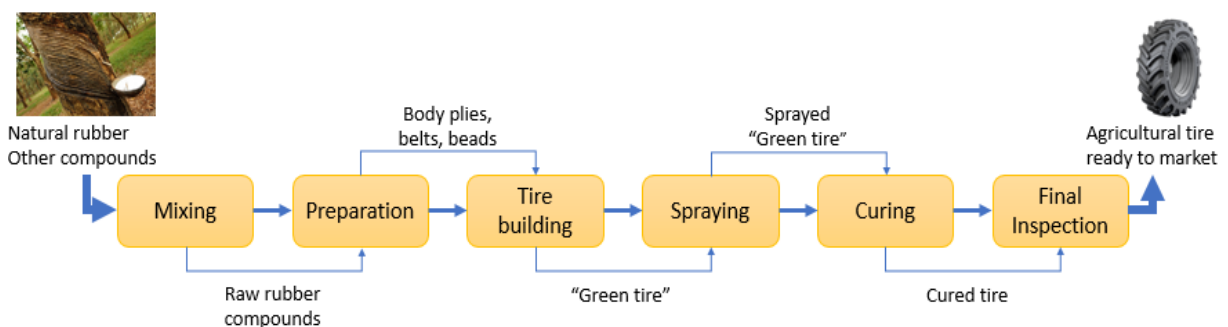 Natural rubber
Other compounds
Mixing
Raw rubber
compounds
Preparation
Body plies,
belts, beads
Tire
building
“Green tire”
Spraying
Sprayed
“Green tire”
Curing
Cured tire
Final
Inspection
Agricultural tire
ready to market